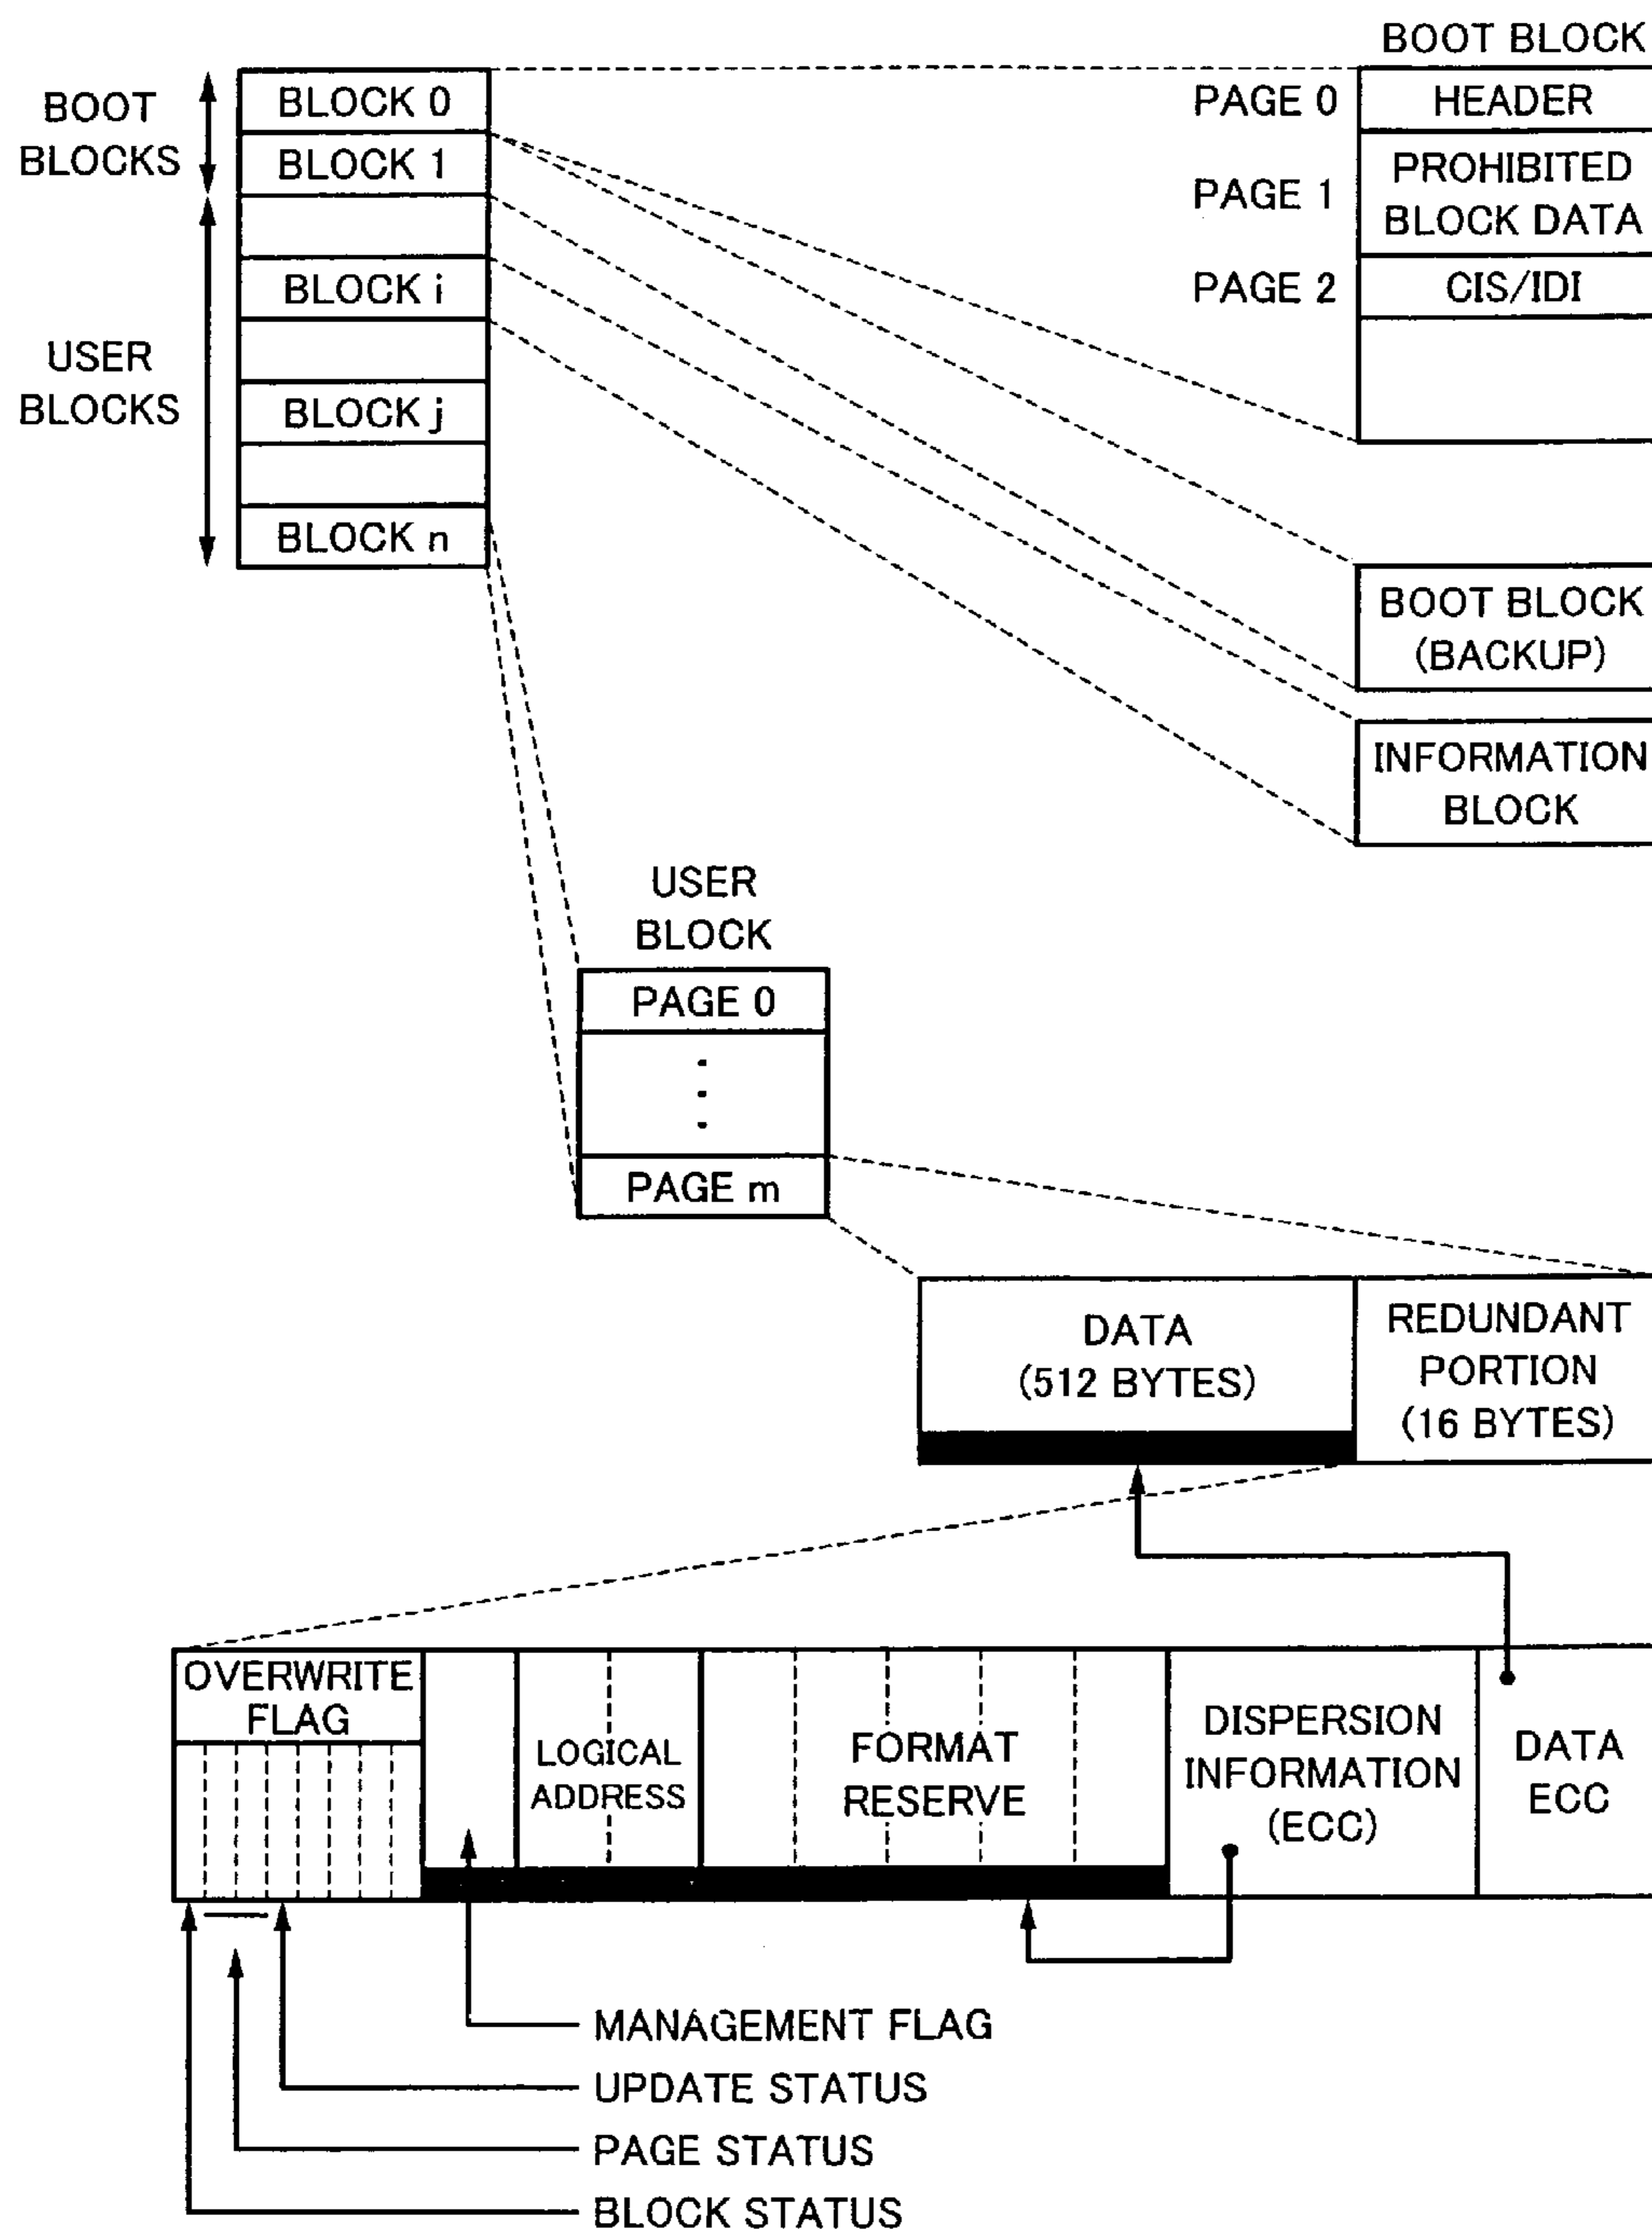 BOOT BLOCK
BOOT
BLOCKS
BLOCK 0
BLOCK 1
BLOCK i
BLOCK j
BLOCK n
USER
BLOCKS
PAGE 0
HEADER
PAGE 1
PROHIBITED
BLOCK DATA
PAGE 2
CIS/IDI
BOOT BLOCK
(BACKUP)
INFORMATION
BLOCK
USER
BLOCK
PAGE 0
PAGE m
DATA
(512 BYTES)
REDUNDANT
PORTION
(16 BYTES)
OVERWRITE
FLAG
LOGICAL
ADDRESS
FORMAT
RESERVE
DISPERSION
INFORMATION
(ECC)
DATA
ECC
MANAGEMENT FLAG
UPDATE STATUS
PAGE STATUS
BLOCK STATUS